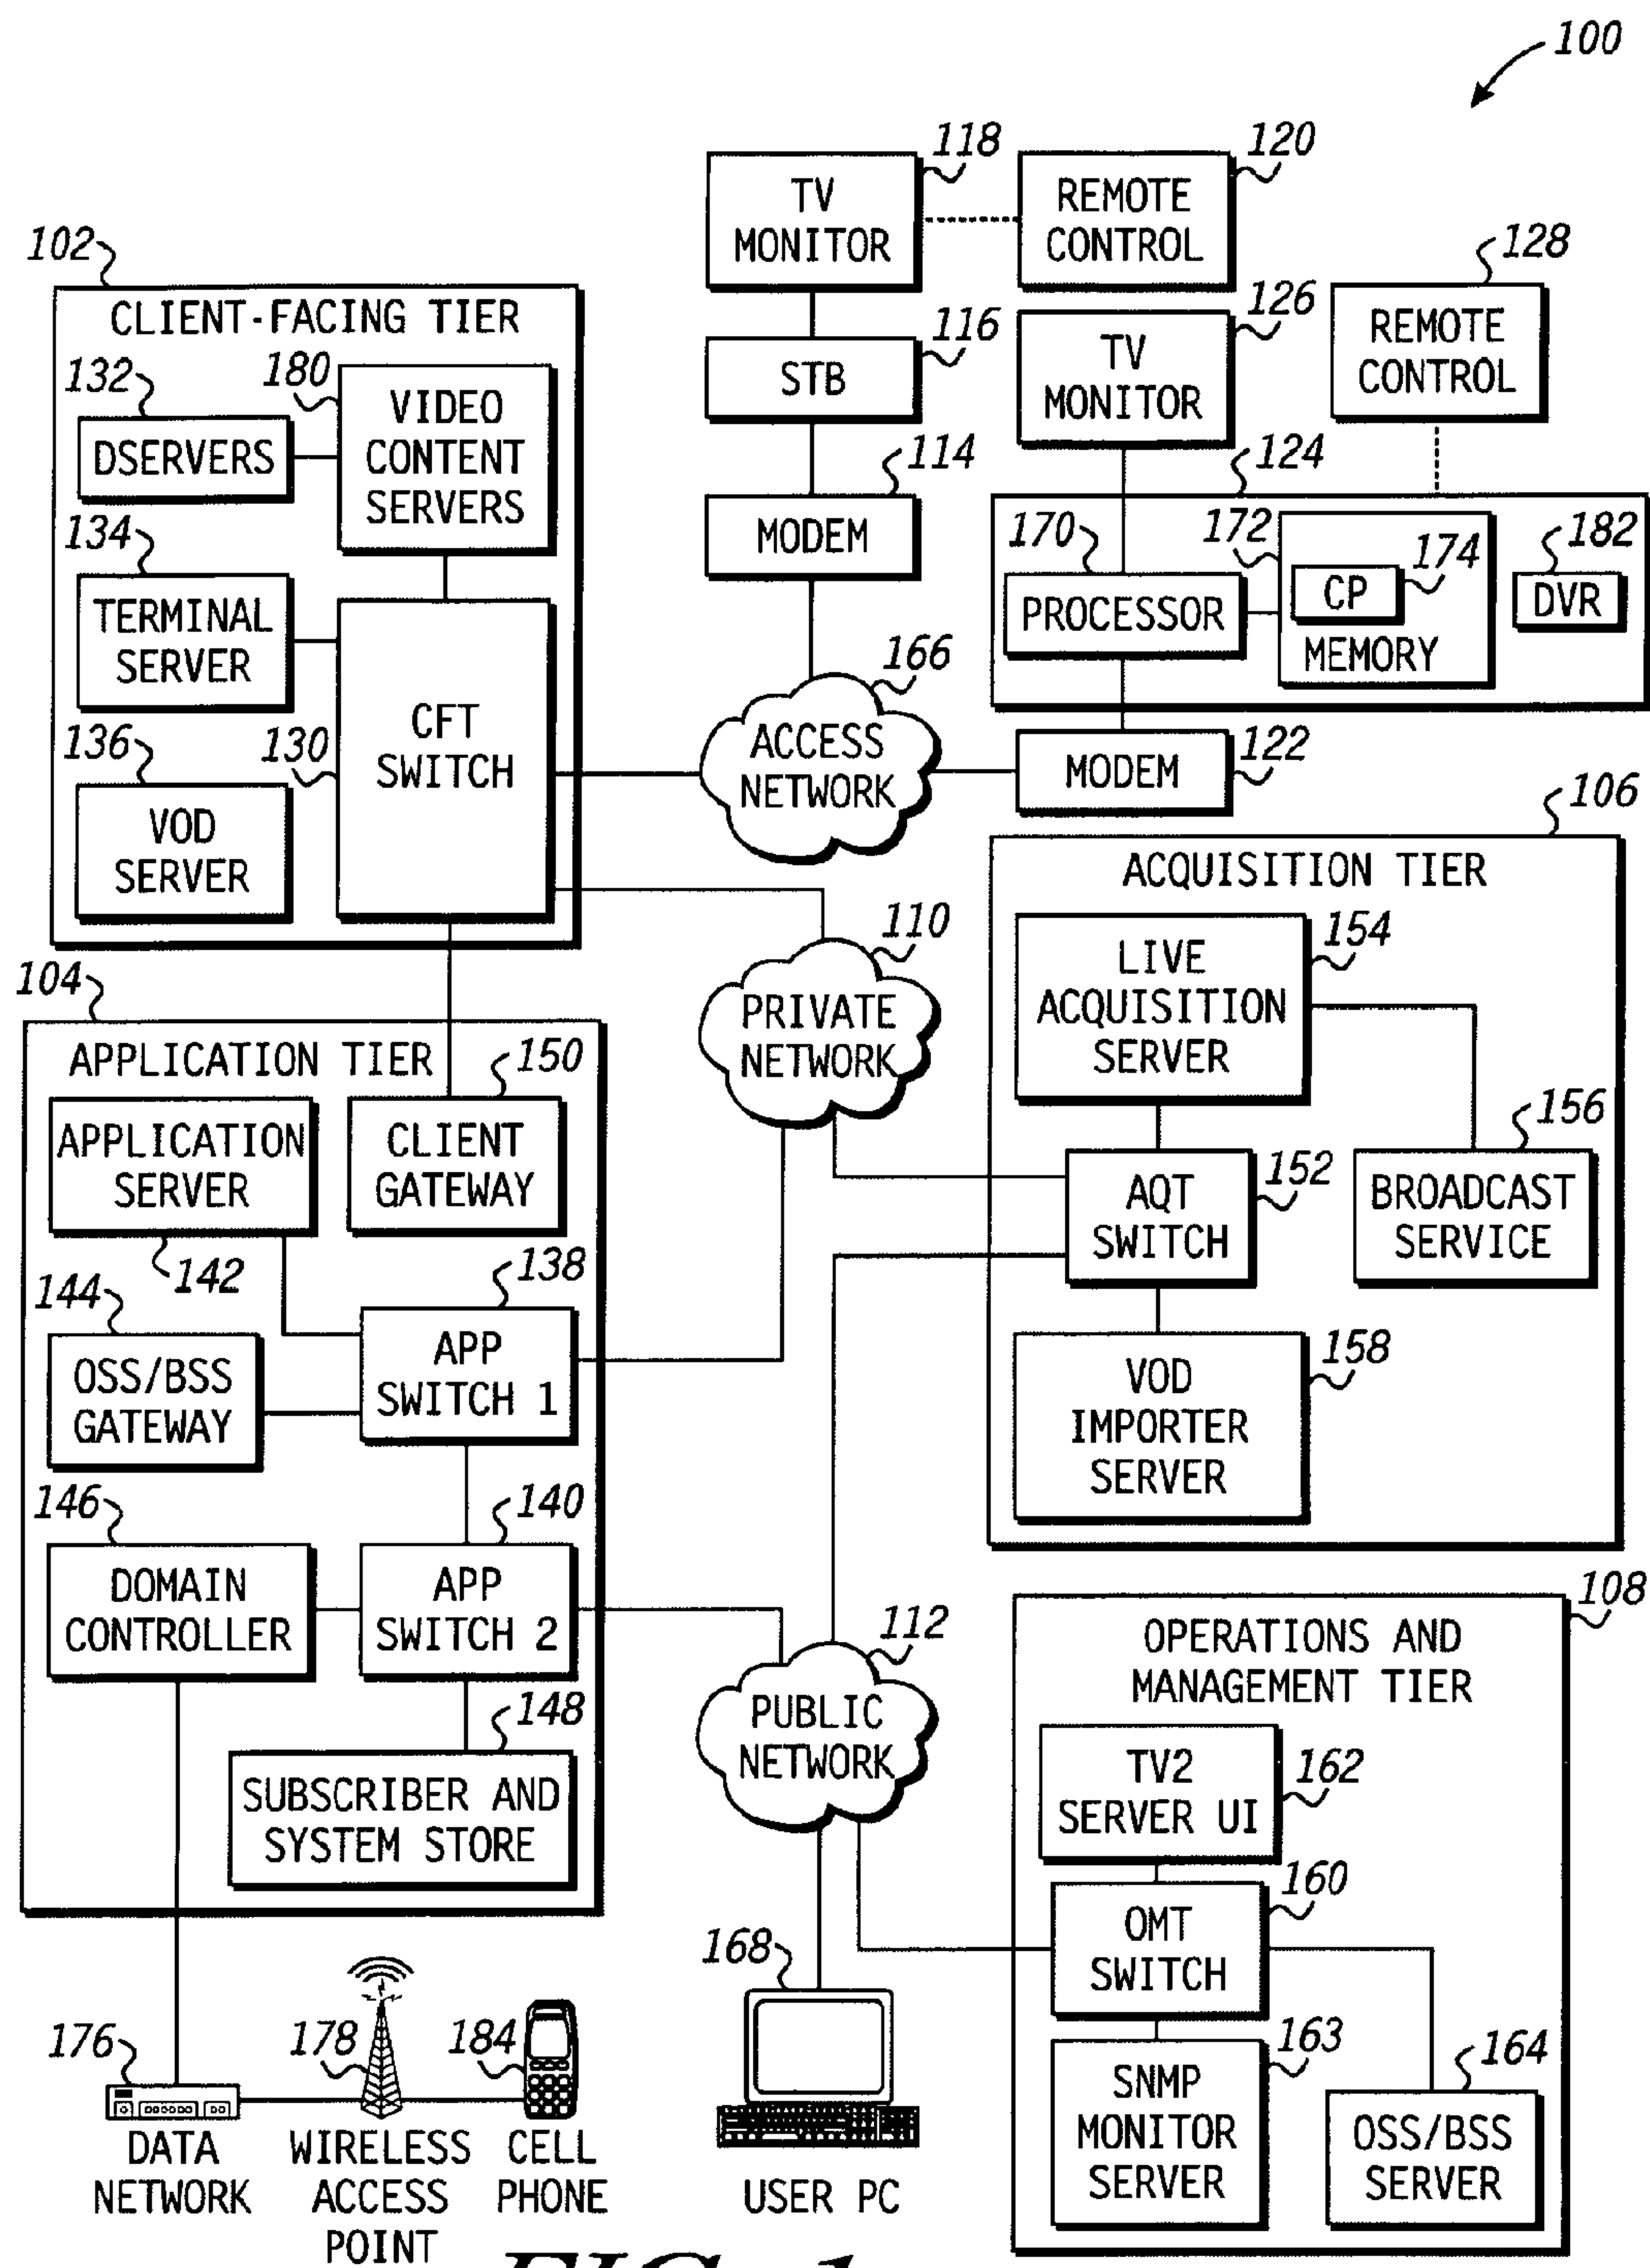 100
118
TV
MONITOR
120
REMOTE
CONTROL
128
REMOTE
CONTROL
102
CLIENT-FACING TIER
132
DSERVERS
180
VIDEO
CONTENT
SERVERS
134
TERMINAL
SERVER
136
VOD
SERVER
130
CFT
SWITCH
116
STB
126
TV
MONITOR
114
MODEM
124
170
PROCESSOR
172
174
CP
MEMORY
182
DVR
166
ACCESS
NETWORK
MODEM
122
106
ACQUISITION TIER
LIVE
ACQUISITION
SERVER
154
110
PRIVATE
NETWORK
AQT
SWITCH
152
156
BROADCAST
SERVICE
VOD
IMPORTER
SERVER
158
104
APPLICATION TIER
APPLICATION
SERVER
142
150
CLIENT
GATEWAY
144
OSS/BSS
GATEWAY
138
APP
SWITCH 1
146
DOMAIN
CONTROLLER
140
APP
SWITCH 2
148
SUBSCRIBER AND
SYSTEM STORE
112
PUBLIC
NETWORK
108
OPERATIONS AND
MANAGEMENT TIER
TV2
SERVER UI
162
160
OMT
SWITCH
163
SNMP
MONITOR
SERVER
164
OSS/BSS
SERVER
176
DATA
NETWORK
178
WIRELESS
ACCESS
POINT
184
CELL
PHONE
168
USER PC
FIG. 1